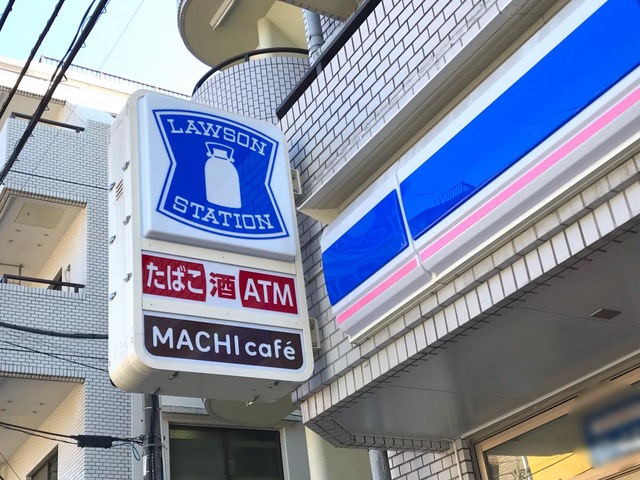 LAWSON
STATION
たばこ 酒 ATM
MACHI café